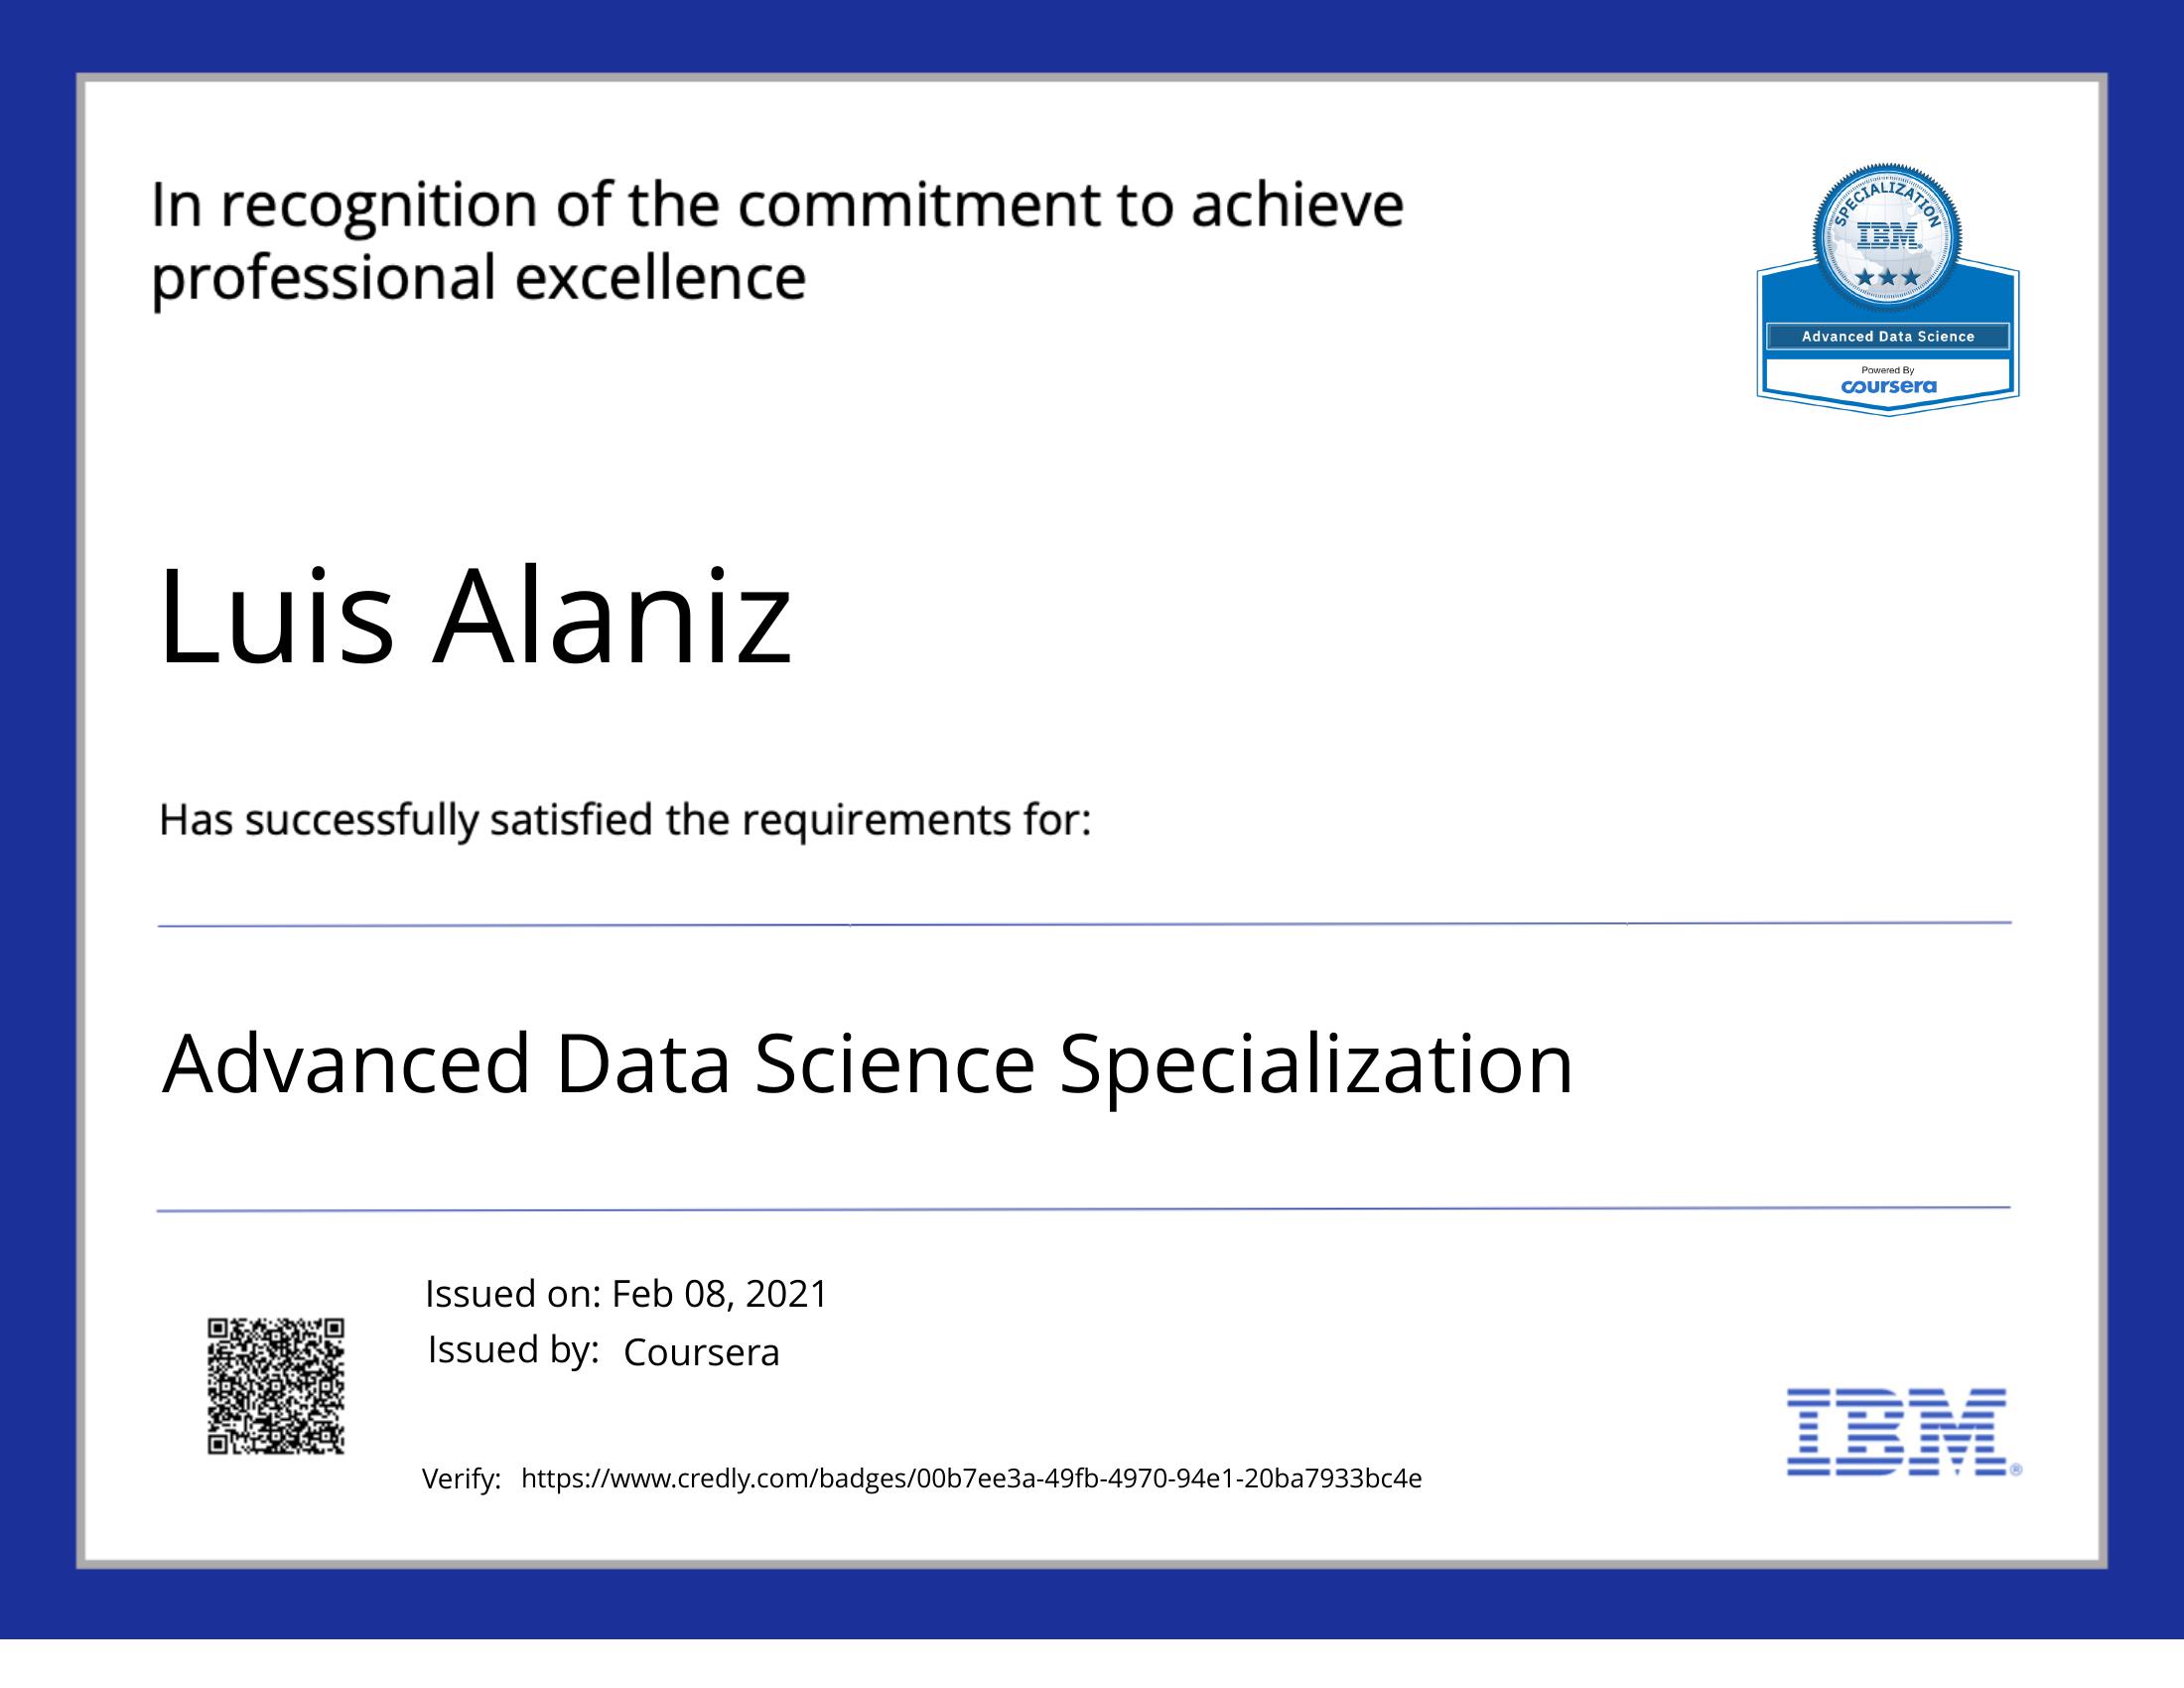 In recognition of the commitment to achieve
professional excellence
SPECIALIZATION
IBM®
Advanced Data Science
Powered By
coursera
Luis Alaniz
Has successfully satisfied the requirements for:
Advanced Data Science Specialization
Issued on: Feb 08, 2021
Issued by: Coursera
Verify: https://www.credly.com/badges/00b7ee3a-49fb-4970-94e1-20ba7933bc4e
IBM®